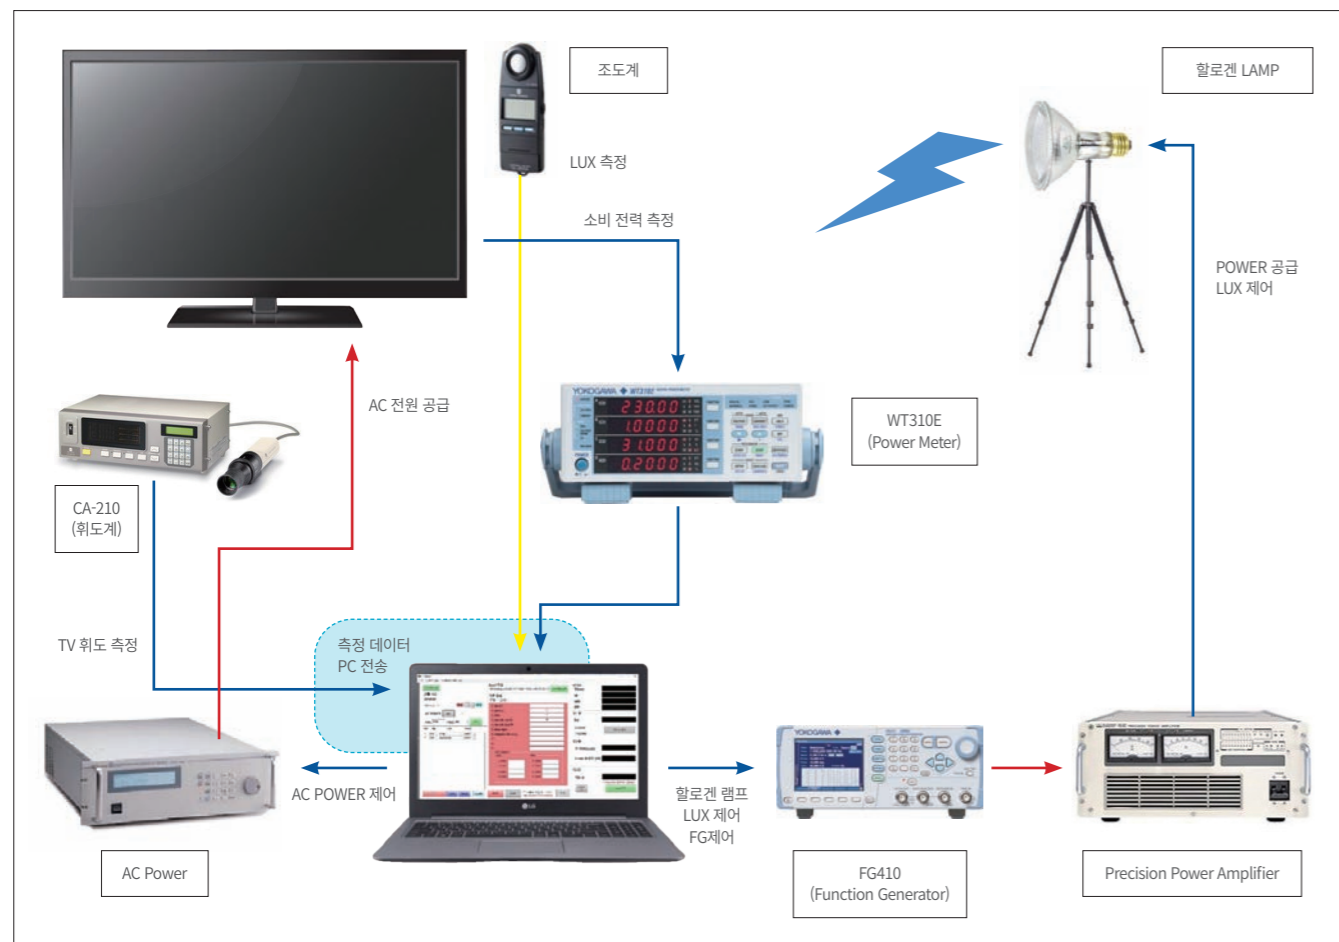 조도계
할로겐 LAMP
LUX 측정
소비 전력 측정
POWER 공급
LUX 제어
AC 전원 공급
YOKOGAWA
230.00
1.0000
31.000
0.2000
WT310E
(Power Meter)
CA-210
(휘도계)
TV 휘도 측정
측정 데이터
PC 전송
AC POWER 제어
LG
할로겐 램프
LUX 제어
FG제어
YOKOGAWA
AC Power
FG410
(Function Generator)
Precision Power Amplifier